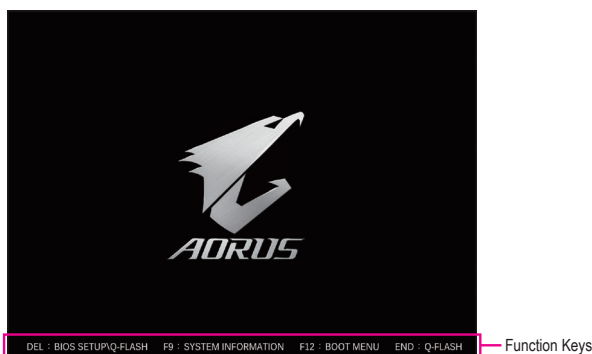 AORUS
DEL : BIOS SETUP\Q-FLASH F9 : SYSTEM INFORMATION F12 : BOOT MENU END : Q-FLASH
Function Keys